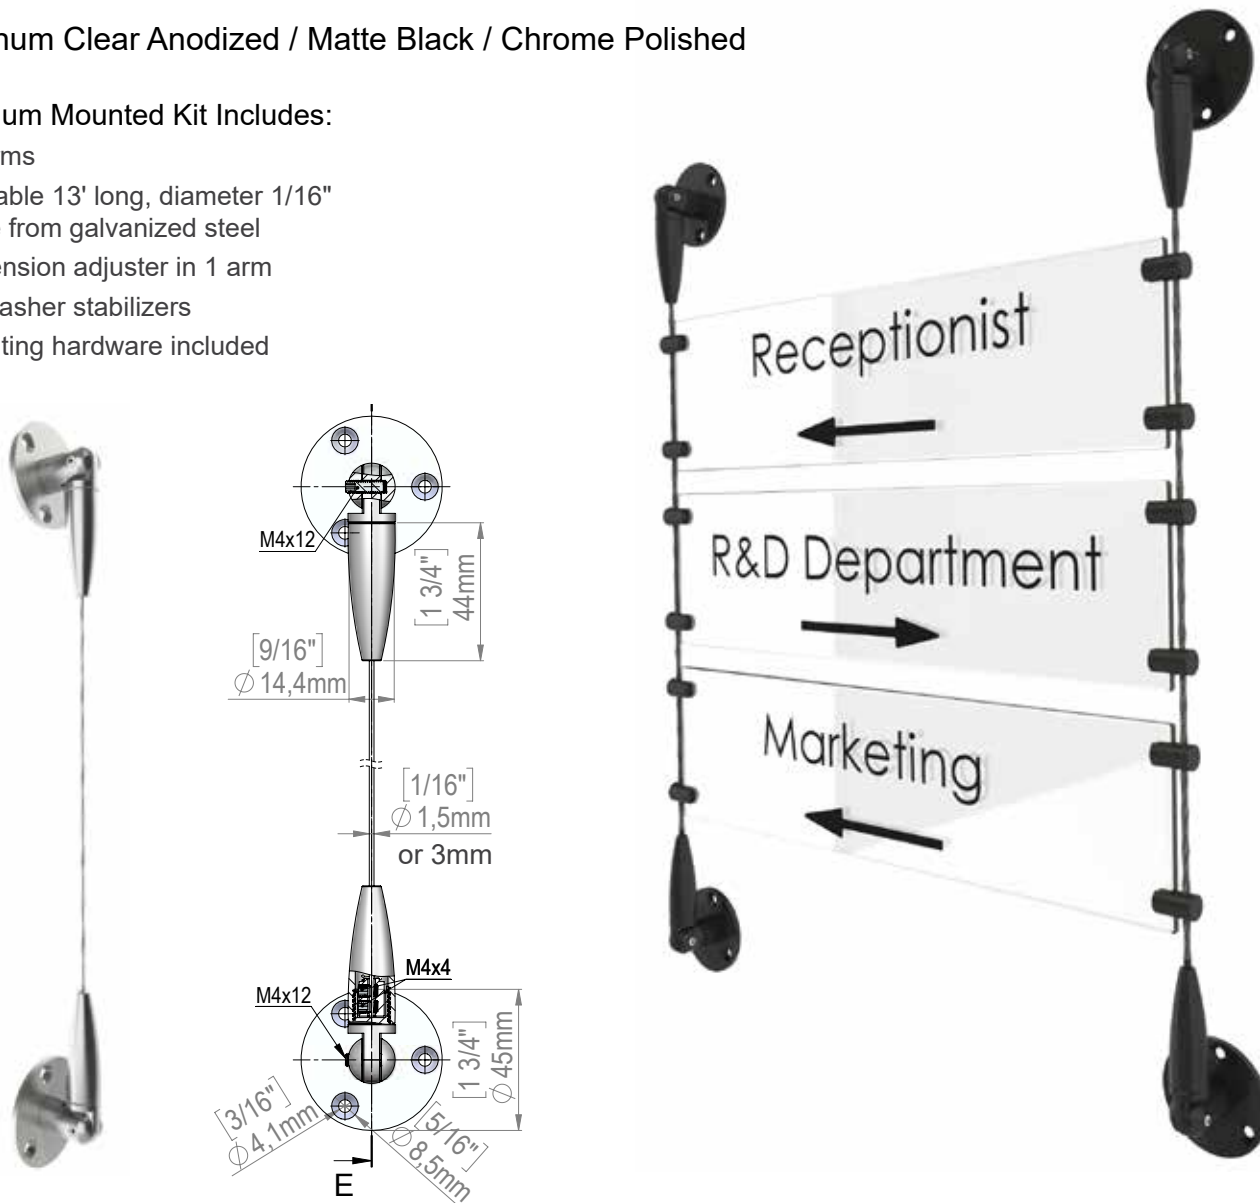 num Clear Anodized / Matte Black / Chrome Polished
um Mounted Kit Includes:
ms
able 13' long, diameter 1/16"
from galvanized steel
ension adjuster in 1 arm
asher stabilizers
ting hardware included
Receptionist
R&D Department
Marketing
M4x12
[1 3/4"]
44mm
[9/16"]
∅ 14,4mm
[1/16"]
∅ 1,5mm
or 3mm
M4x4
M4x12
[1 3/4"]
∅ 45mm
[3/16"]
∅ 4,1mm
[5/16"]
∅ 8,5mm
E